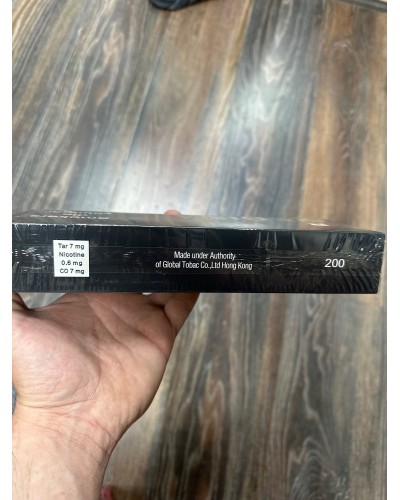 Tar 7 mg
Nicotine
0.6 mg
CO 7 mg
Made under Authority
of Global Tobac Co.,Ltd Hong Kong
200